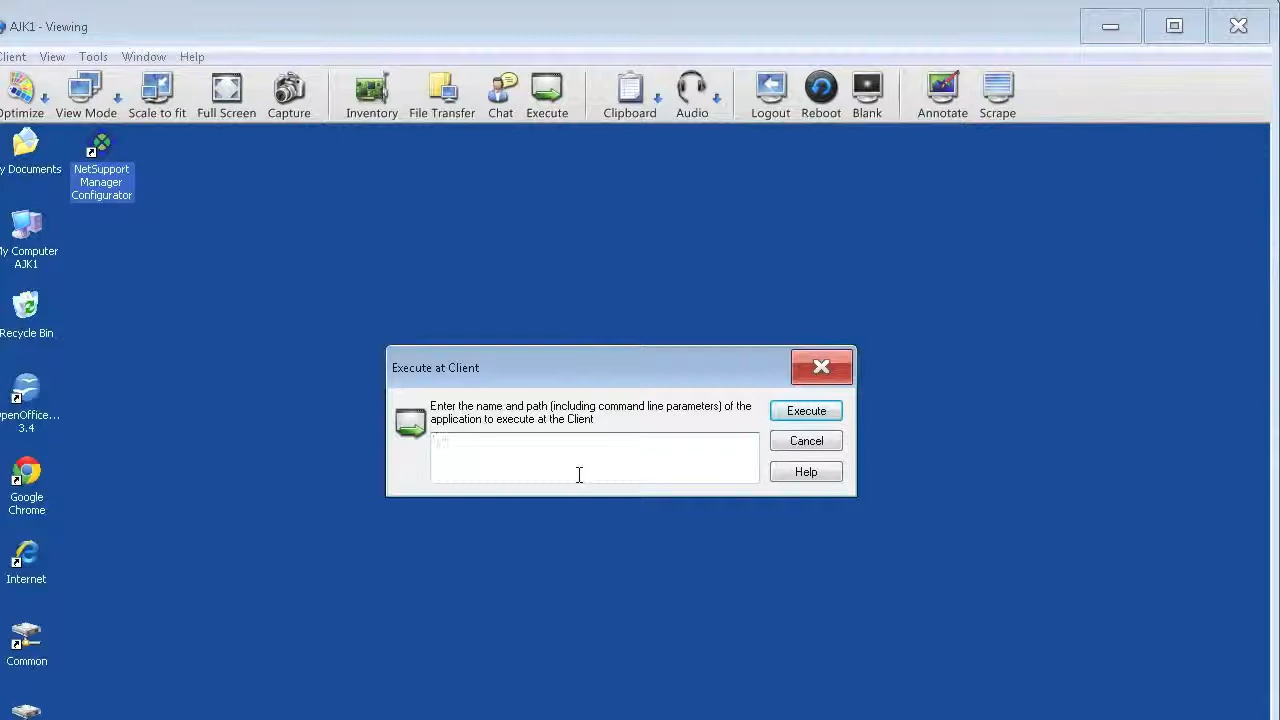 AJK1 - Viewing
Client View Tools Window Help
Optimize View Mode Scale to fit Full Screen Capture Inventory File Transfer Chat Execute Clipboard Audio Logout Reboot Blank Annotate Scrape
y Documents
NetSupport
Manager
Configurator
y Computer
AJK1
Recycle Bin
penOffice...
3.4
Google
Chrome
Internet
Common
Execute at Client
Enter the name and path (including command line parameters) of the
application to execute at the Client
Execute
Cancel
Help